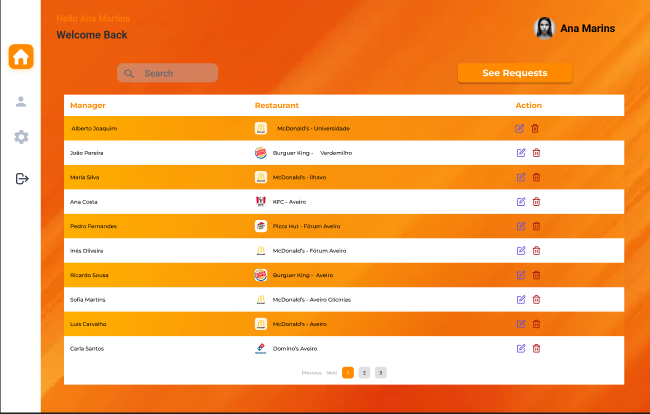 Hello Ana Martins
Welcome Back
Ana Marins
Search
See Requests
Manager Restaurant Action
Alberto Joaquim McDonald's - Universidade
João Pereira Burguer King - Verdemilho
Maria Silva McDonald's - Ílhavo
Ana Costa KFC - Aveiro
Pedro Fernandes Pizza Hut - Fórum Aveiro
Inês Oliveira McDonald's - Fórum Aveiro
Ricardo Sousa Burguer King - Aveiro
Sofia Martins McDonald's - Aveiro Glicínias
Luís Carvalho McDonald's - Aveiro
Carla Santos Domino's Aveiro
Previous Next 1 2 3